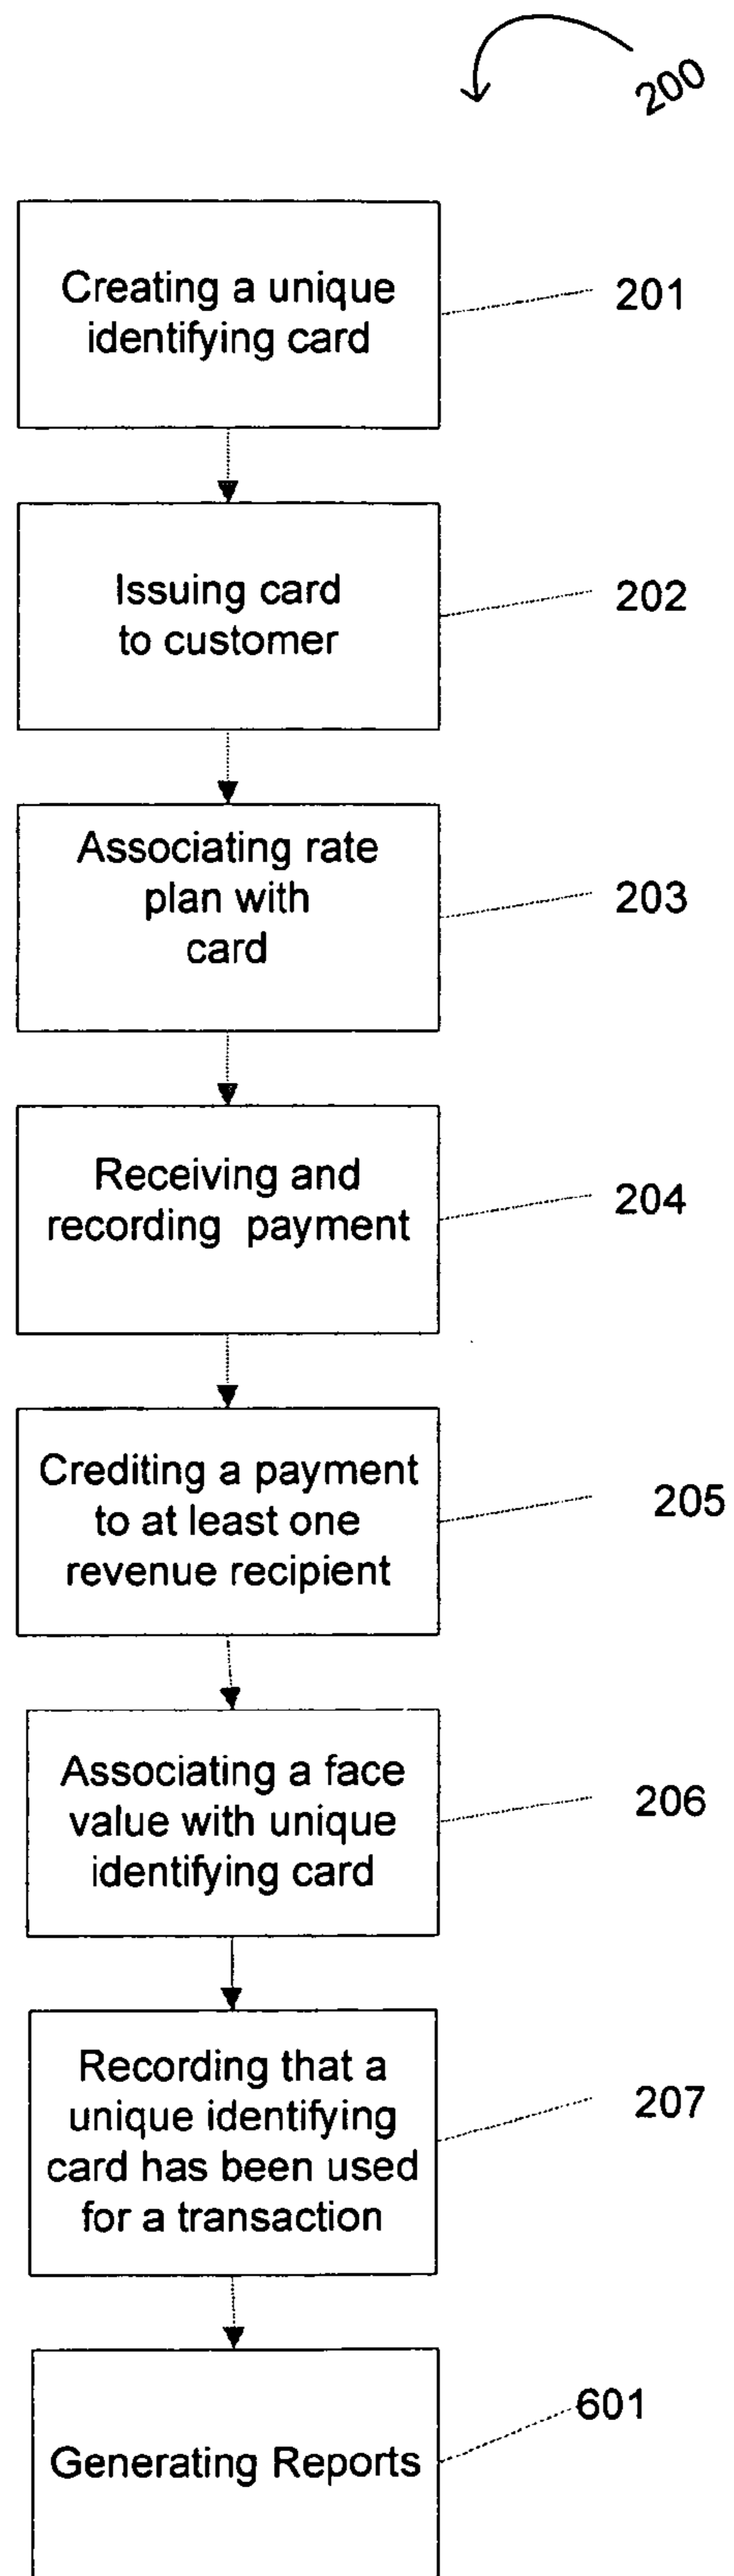 200
Creating a unique
identifying card
201
Issuing card
to customer
202
Associating rate
plan with
card
203
Receiving and
recording payment
204
Crediting a payment
to at least one
revenue recipient
205
Associating a face
value with unique
identifying card
206
Recording that a
unique identifying
card has been used
for a transaction
207
Generating Reports
601